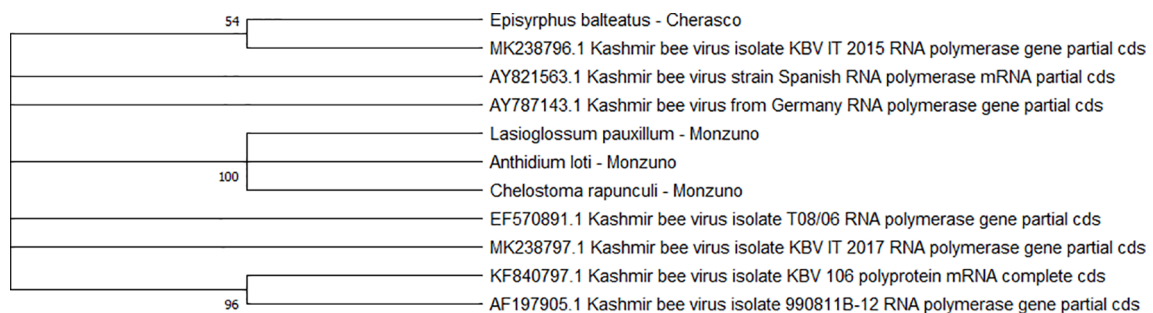 54
Episyrphus balteatus - Cherasco
MK238796.1 Kashmir bee virus isolate KBV IT 2015 RNA polymerase gene partial cds
AY821563.1 Kashmir bee virus strain Spanish RNA polymerase mRNA partial cds
AY787143.1 Kashmir bee virus from Germany RNA polymerase gene partial cds
Lasioglossum pauxillum - Monzuno
Anthidium loti - Monzuno
100
Chelostoma rapunculi - Monzuno
EF570891.1 Kashmir bee virus isolate T08/06 RNA polymerase gene partial cds
MK238797.1 Kashmir bee virus isolate KBV IT 2017 RNA polymerase gene partial cds
KF840797.1 Kashmir bee virus isolate KBV 106 polyprotein mRNA complete cds
96
AF197905.1 Kashmir bee virus isolate 990811B-12 RNA polymerase gene partial cds